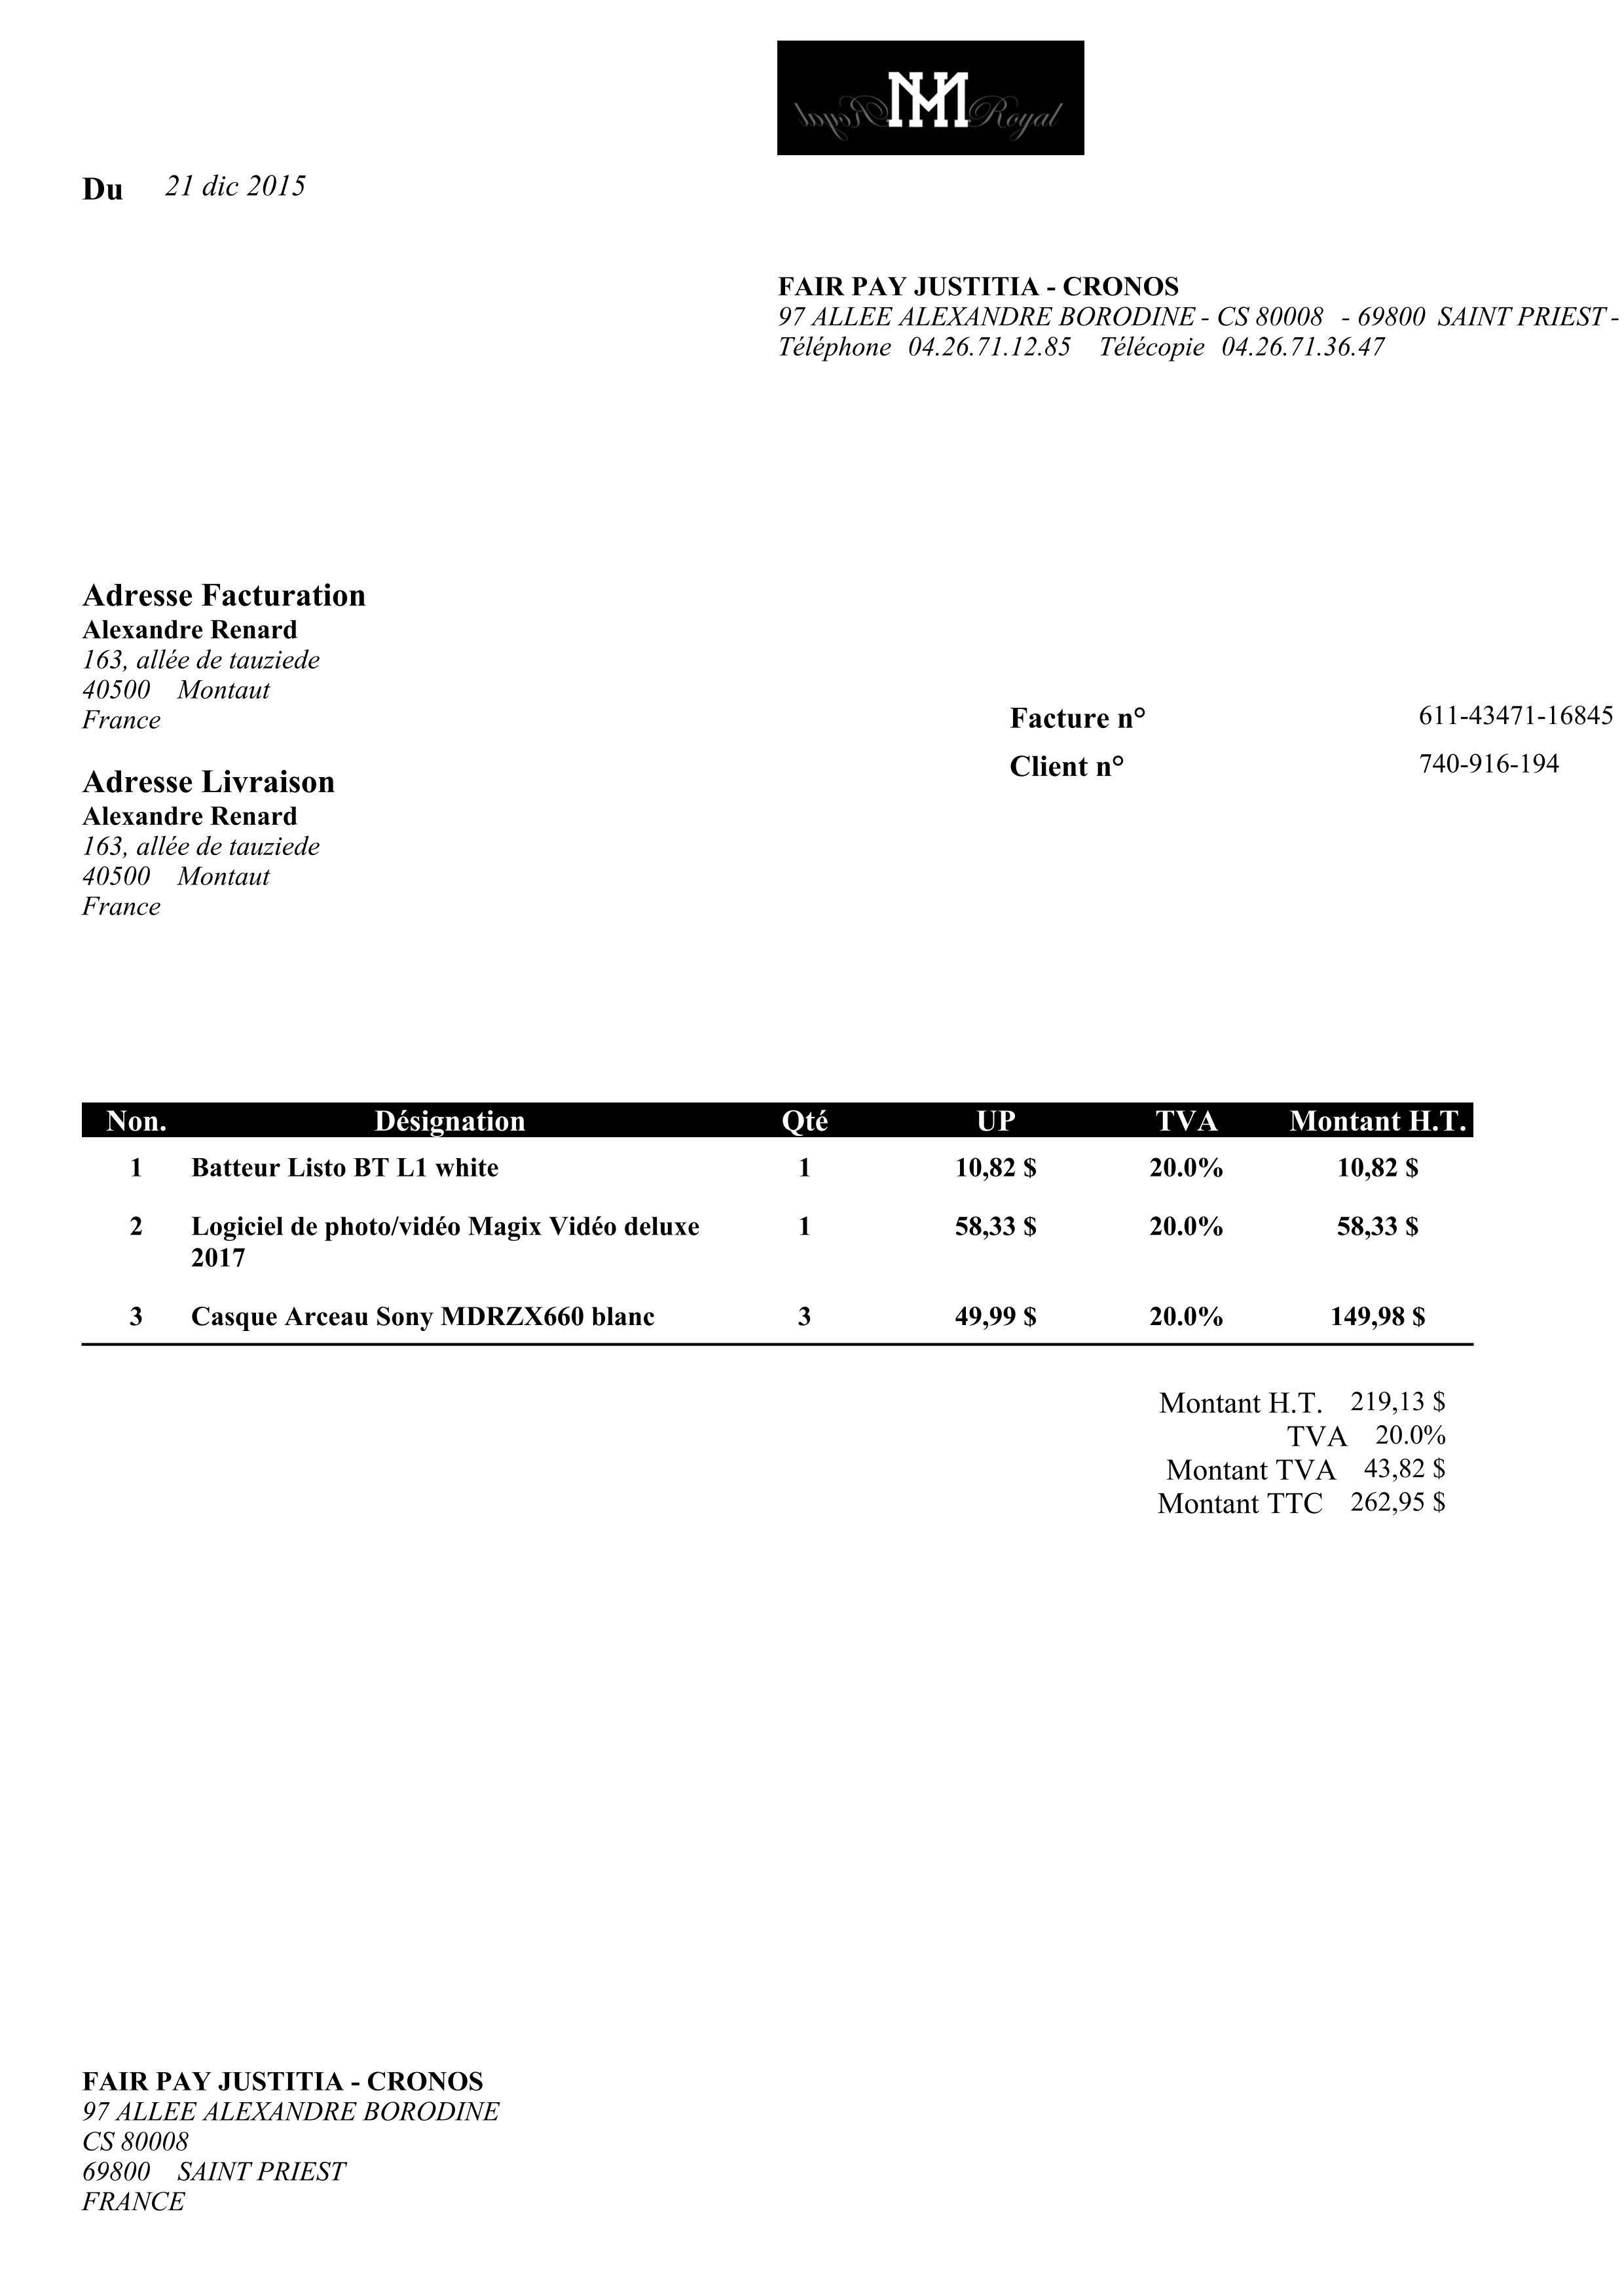 Royal Royal
Du 21 dic 2015
FAIR PAY JUSTITIA - CRONOS
97 ALLEE ALEXANDRE BORODINE - CS 80008 - 69800 SAINT PRIEST -
Téléphone 04.26.71.12.85 Télécopie 04.26.71.36.47
Adresse Facturation
Alexandre Renard
163, allée de tauziede
40500 Montaut
France
Facture n° 611-43471-16845
Client n° 740-916-194
Adresse Livraison
Alexandre Renard
163, allée de tauziede
40500 Montaut
France
Non. Désignation Qté UP TVA Montant H.T.
1 Batteur Listo BT L1 white 1 10,82 $ 20.0% 10,82 $
2 Logiciel de photo/vidéo Magix Vidéo deluxe 1 58,33 $ 20.0% 58,33 $
2017
3 Casque Arceau Sony MDRZX660 blanc 3 49,99 $ 20.0% 149,98 $
Montant H.T. 219,13 $
TVA 20.0%
Montant TVA 43,82 $
Montant TTC 262,95 $
FAIR PAY JUSTITIA - CRONOS
97 ALLEE ALEXANDRE BORODINE
CS 80008
69800 SAINT PRIEST
FRANCE